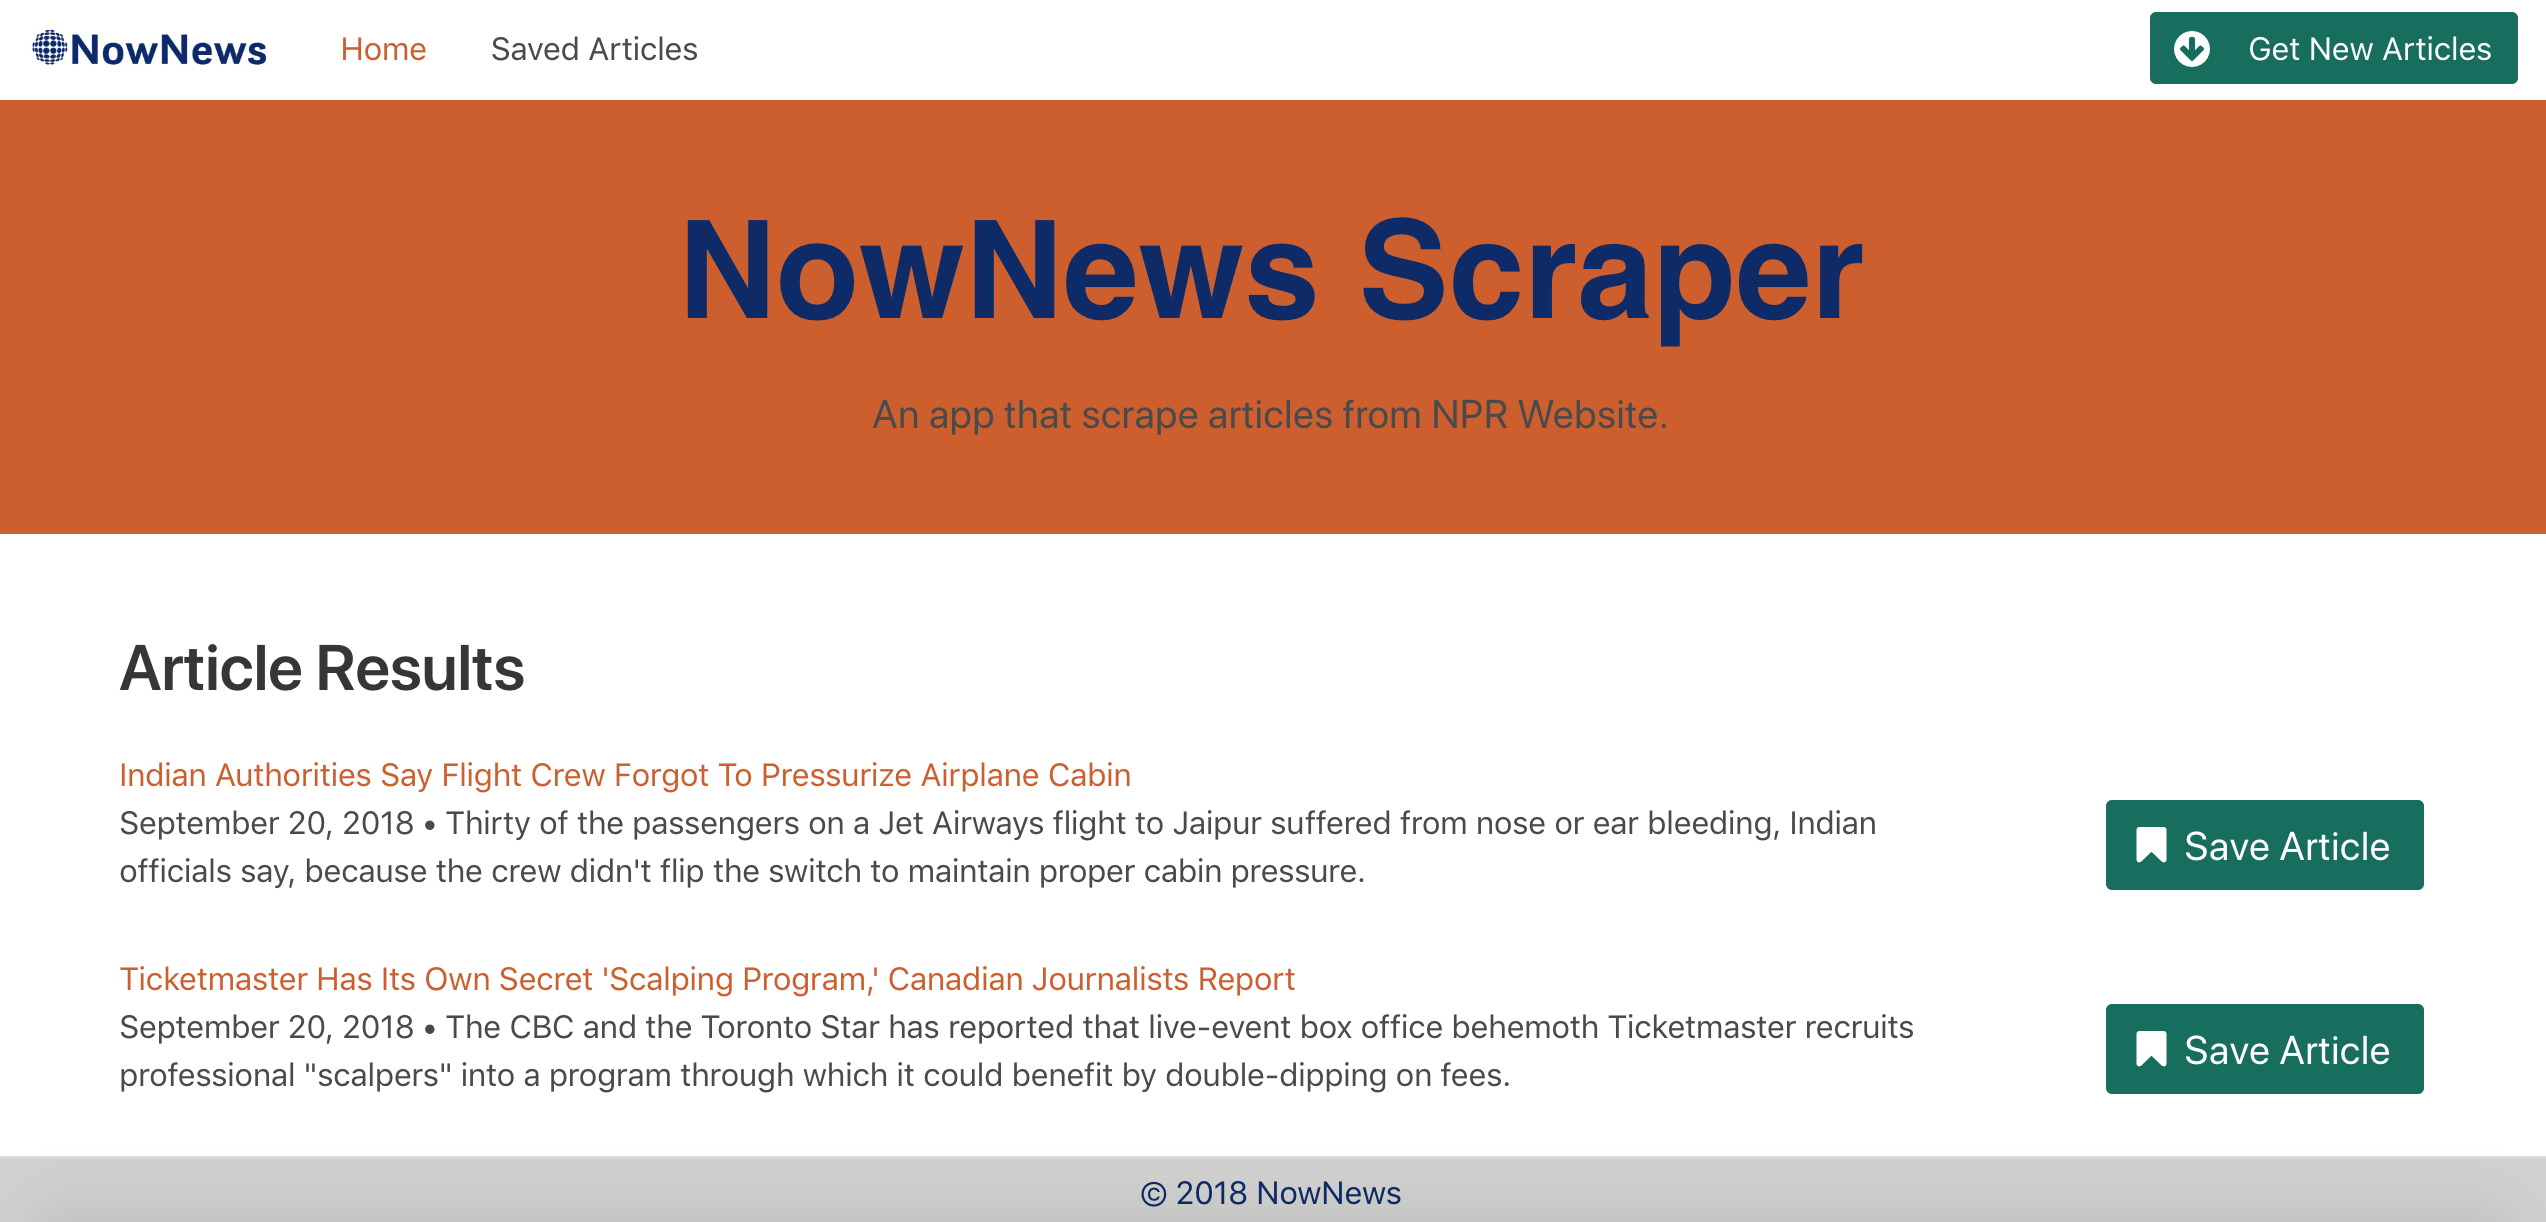 NowNews
Home
Saved Articles
Get New Articles
NowNews Scraper
An app that scrape articles from NPR Website.
Article Results
Indian Authorities Say Flight Crew Forgot To Pressurize Airplane Cabin
September 20, 2018 • Thirty of the passengers on a Jet Airways flight to Jaipur suffered from nose or ear bleeding, Indian
officials say, because the crew didn't flip the switch to maintain proper cabin pressure.
Save Article
Ticketmaster Has Its Own Secret 'Scalping Program,' Canadian Journalists Report
September 20, 2018 • The CBC and the Toronto Star has reported that live-event box office behemoth Ticketmaster recruits
professional "scalpers" into a program through which it could benefit by double-dipping on fees.
Save Article
© 2018 NowNews